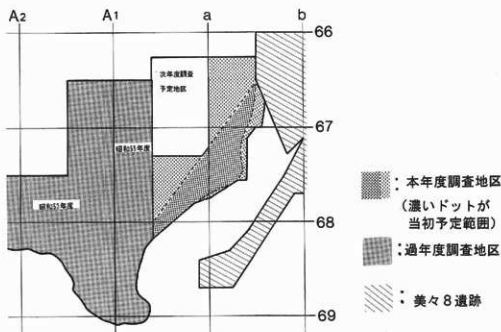 A2 A1 a b
66
次年度調査
予定地区
67
昭和55年度
昭和51年度
68
69
:本年度調査地区
(濃いドットが
当初予定範囲)
:過年度調査地区
:美々8遺跡